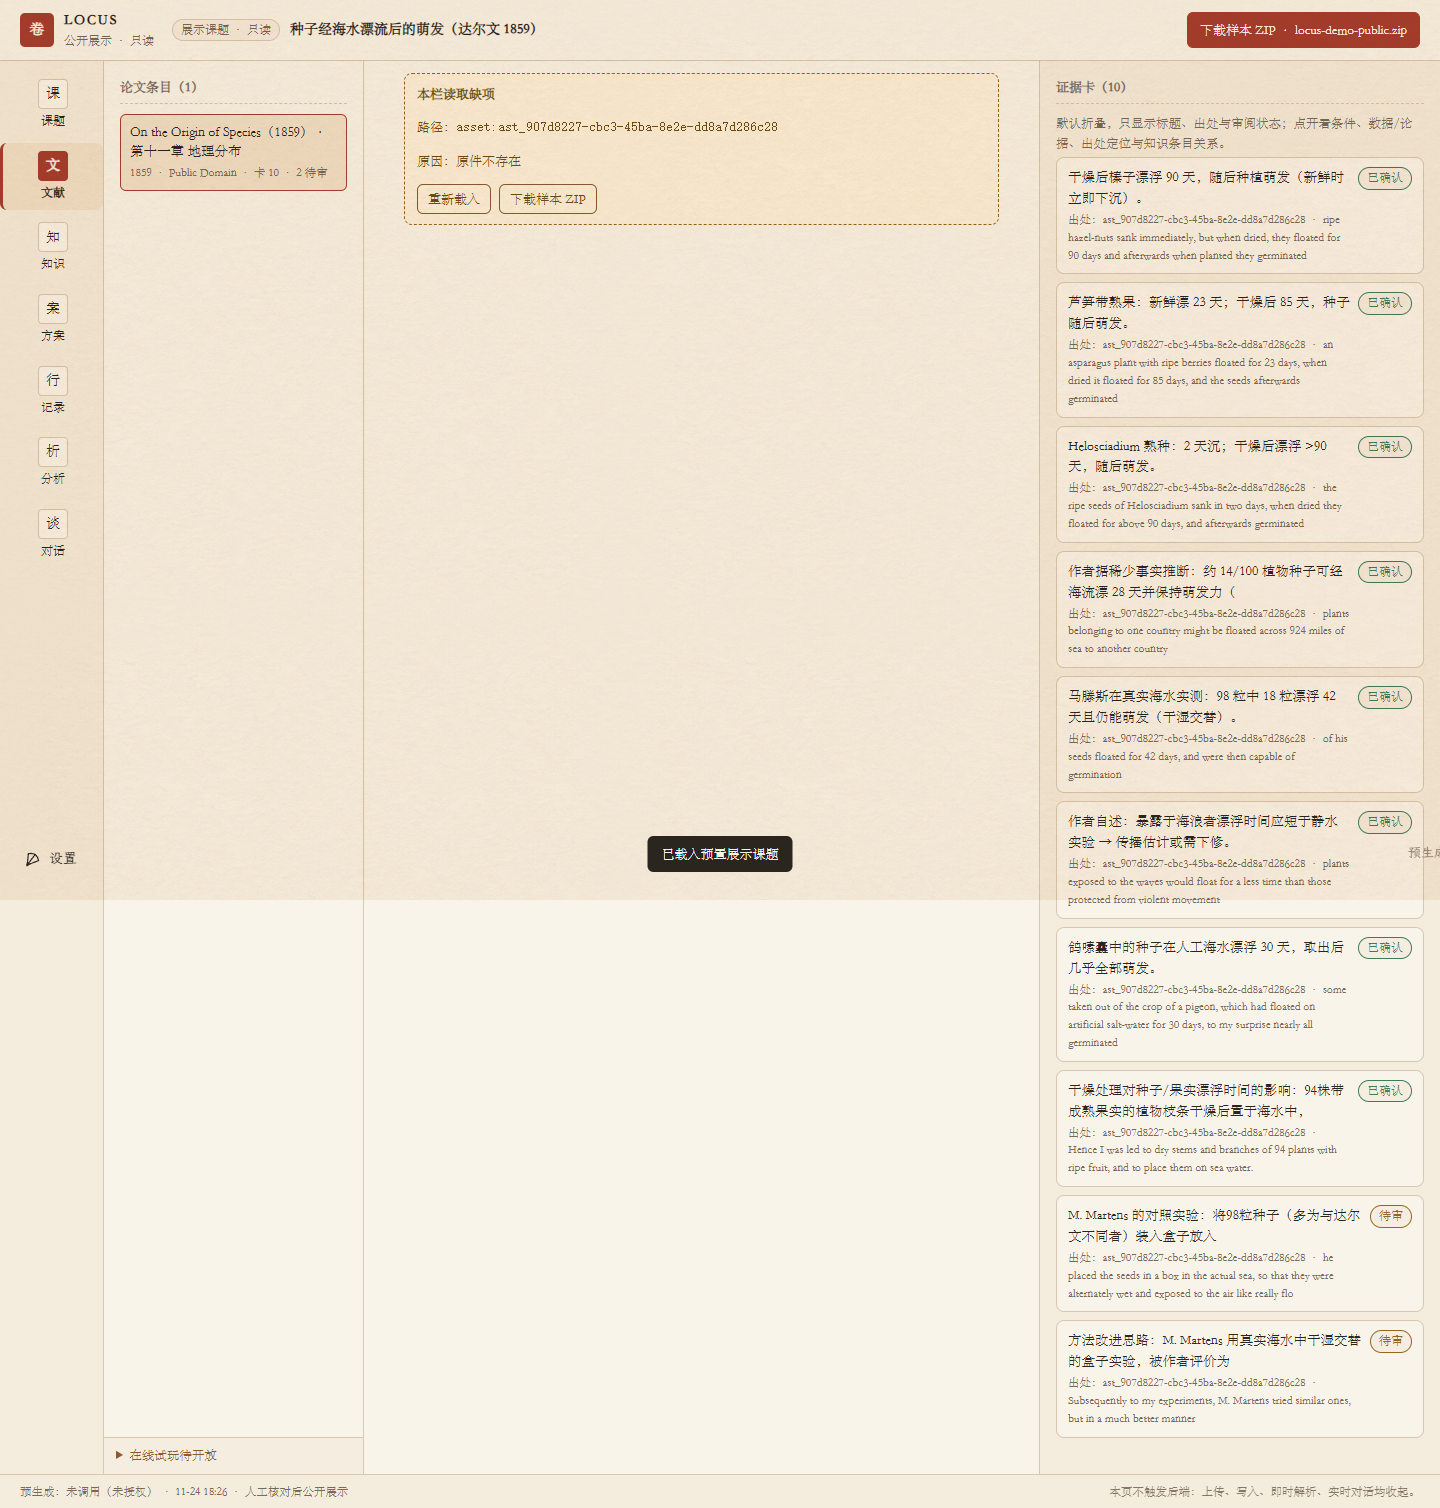 卷
LOCUS
公开展示 · 只读
展示课题 · 只读
种子经海水漂流后的萌发（达尔文 1859）
下载样本 ZIP · locus-demo-public.zip
课
课题
文
文献
知
知识
案
方案
行
记录
析
分析
谈
对话
设置
论文条目（1）
On the Origin of Species（1859） ·
第十一章 地理分布
1859 · Public Domain · 卡 10 · 2 待审
在线试玩待开放
本栏读取缺项
路径：asset:ast_907d8227-cbc3-45ba-8e2e-dd8a7d286c28
原因：原件不存在
重新载入
下载样本 ZIP
已载入预置展示课题
证据卡（10）
默认折叠，只显示标题、出处与审阅状态；点开看条件、数据/论
据、出处定位与知识条目关系。
干燥后榛子漂浮 90 天，随后种植萌发（新鲜时
立即下沉）。
已确认
出处：ast_907d8227-cbc3-45ba-8e2e-dd8a7d286c28 · ripe
hazel-nuts sank immediately, but when dried, they floated for
90 days and afterwards when planted they germinated
芦笋带熟果：新鲜漂 23 天；干燥后 85 天，种子
随后萌发。
已确认
出处：ast_907d8227-cbc3-45ba-8e2e-dd8a7d286c28 · an
asparagus plant with ripe berries floated for 23 days, when
dried it floated for 85 days, and the seeds afterwards
germinated
Helosciadium 熟种：2 天沉；干燥后漂浮 >90
天，随后萌发。
已确认
出处：ast_907d8227-cbc3-45ba-8e2e-dd8a7d286c28 · the
ripe seeds of Helosciadium sank in two days, when dried they
floated for above 90 days, and afterwards germinated
作者据稀少事实推断：约 14/100 植物种子可经
海流漂 28 天并保持萌发力（
已确认
出处：ast_907d8227-cbc3-45ba-8e2e-dd8a7d286c28 · plants
belonging to one country might be floated across 924 miles of
sea to another country
马滕斯在真实海水实测：98 粒中 18 粒漂浮 42
天且仍能萌发（干湿交替）。
已确认
出处：ast_907d8227-cbc3-45ba-8e2e-dd8a7d286c28 · of his
seeds floated for 42 days, and were then capable of
germination
作者自述：暴露于海浪者漂浮时间应短于静水
实验 → 传播估计或需下修。
已确认
出处：ast_907d8227-cbc3-45ba-8e2e-dd8a7d286c28 · plants
exposed to the waves would float for a less time than those
protected from violent movement
预生成
鸽嗉囊中的种子在人工海水漂浮 30 天，取出后
几乎全部萌发。
已确认
出处：ast_907d8227-cbc3-45ba-8e2e-dd8a7d286c28 · some
taken out of the crop of a pigeon, which had floated on
artificial salt-water for 30 days, to my surprise nearly all
germinated
干燥处理对种子/果实漂浮时间的影响：94株带
成熟果实的植物枝条干燥后置于海水中，
已确认
出处：ast_907d8227-cbc3-45ba-8e2e-dd8a7d286c28 ·
Hence I was led to dry stems and branches of 94 plants with
ripe fruit, and to place them on sea water.
M. Martens 的对照实验：将98粒种子（多为与达尔
文不同者）装入盒子放入
待审
出处：ast_907d8227-cbc3-45ba-8e2e-dd8a7d286c28 · he
placed the seeds in a box in the actual sea, so that they were
alternately wet and exposed to the air like really flo
方法改进思路：M. Martens 用真实海水中干湿交替
的盒子实验，被作者评价为
待审
出处：ast_907d8227-cbc3-45ba-8e2e-dd8a7d286c28 ·
Subsequently to my experiments, M. Martens tried similar ones,
but in a much better manner
预生成：未调用（未授权） · 11-24 18:26 · 人工核对后公开展示
本页不触发后端：上传、写入、即时解析、实时对话均收起。